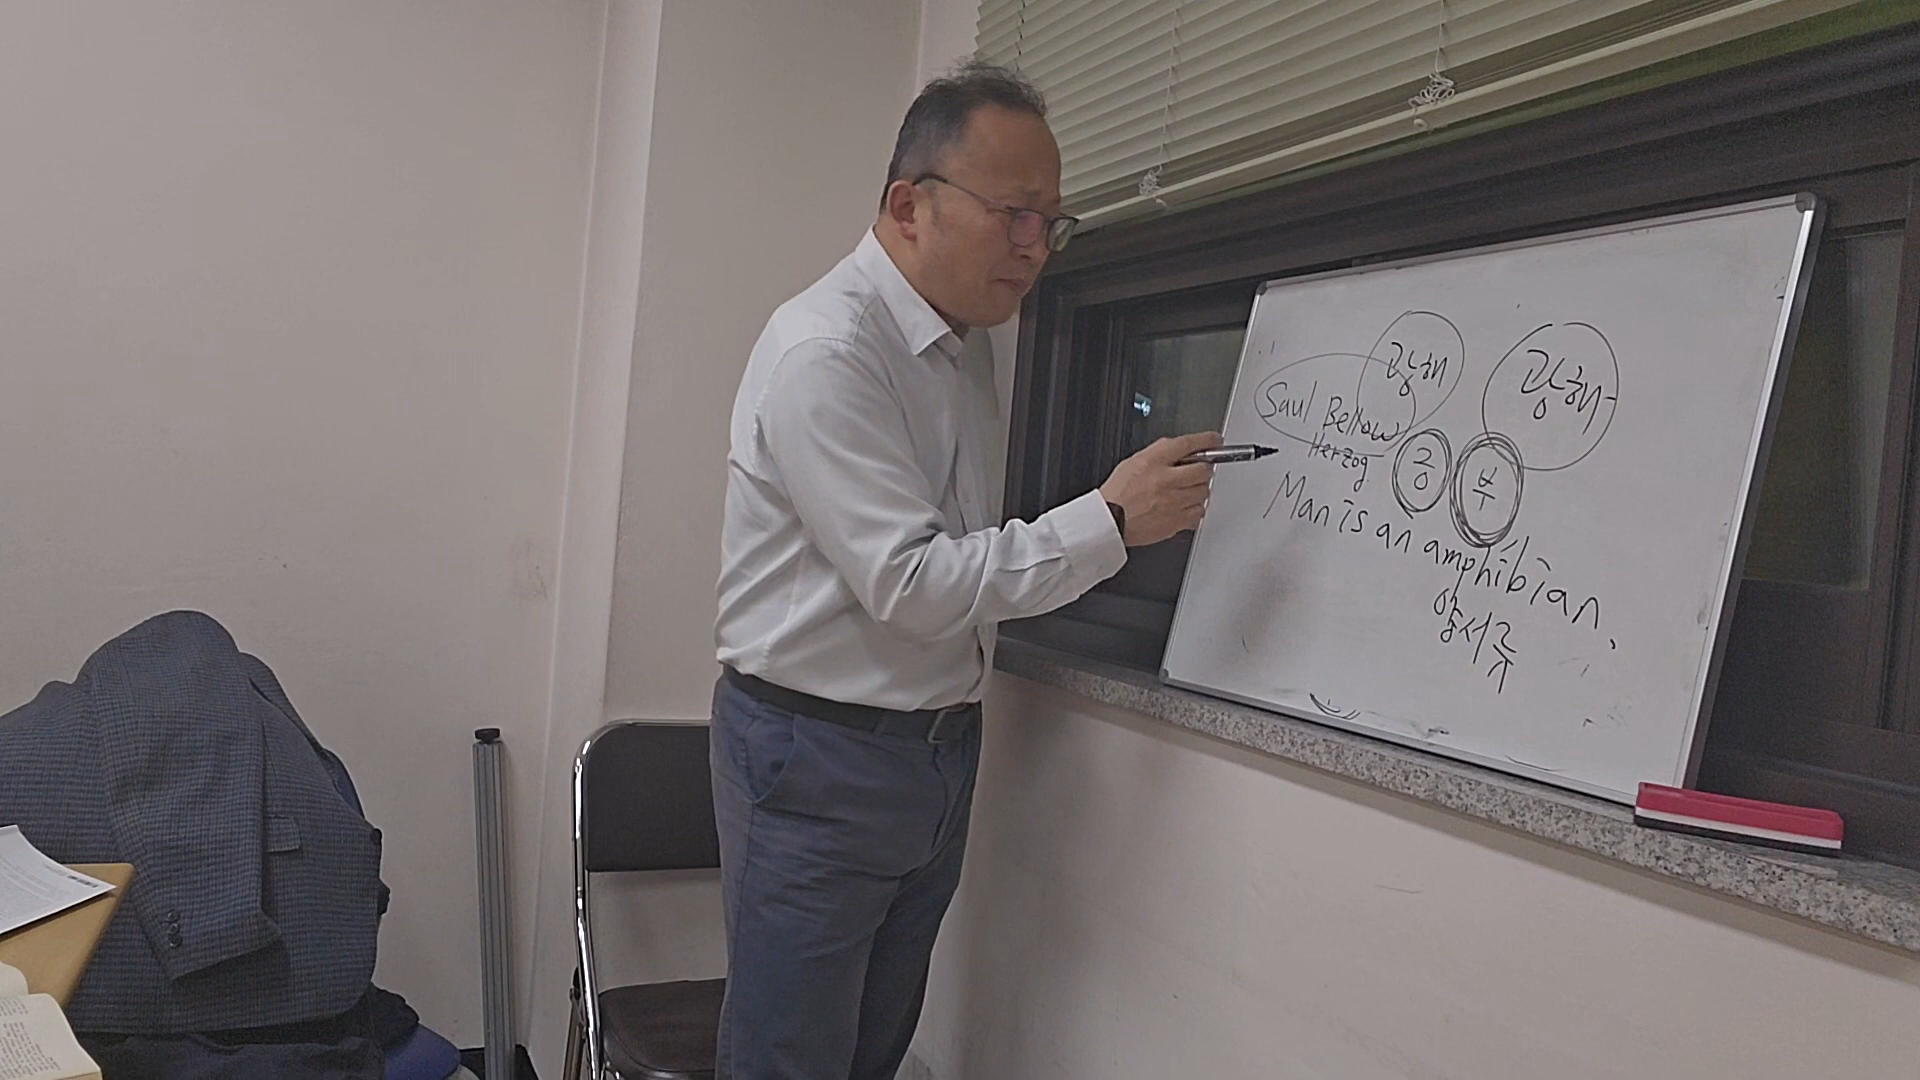 광해 광해
Saul Bellow
Herzog
공 부
Man is an amphibian.
양서류